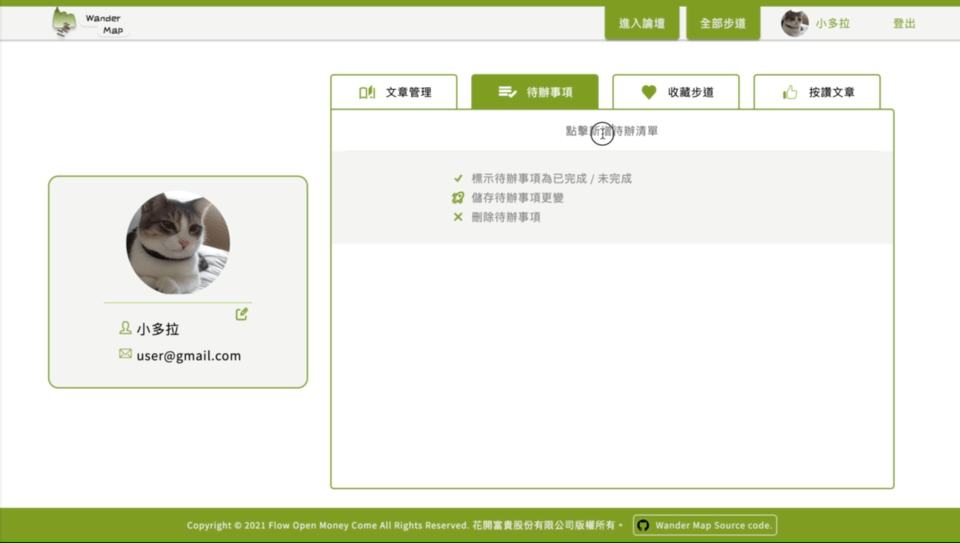 Wander
Map
進入論壇
全部步道
小多拉
登出
文章管理
待辦事項
收藏步道
按讚文章
點擊新增待辦清單
標示待辦事項為已完成 / 未完成
儲存待辦事項更變
刪除待辦事項
小多拉
user@gmail.com
Copyright © 2021 Flow Open Money Come All Rights Reserved. 花開富貴股份有限公司版權所有。
Wander Map Source code.